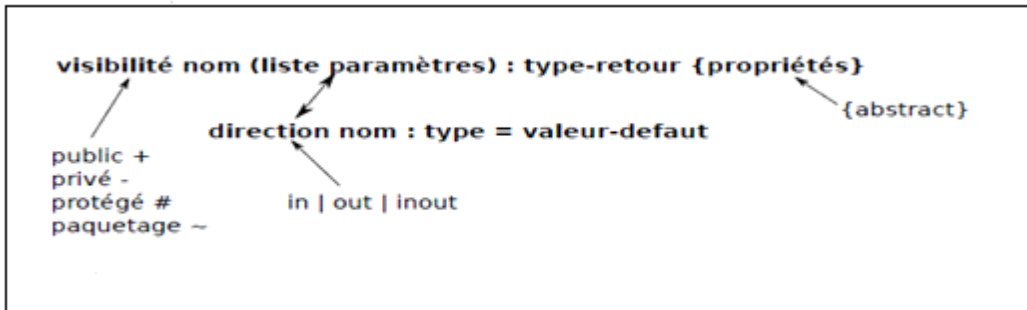 visibilité nom (liste paramètres) : type-retour {propriétés}
{abstract}
direction nom : type = valeur-defaut
public +
privé -
protégé #
in | out | inout
paquetage ~